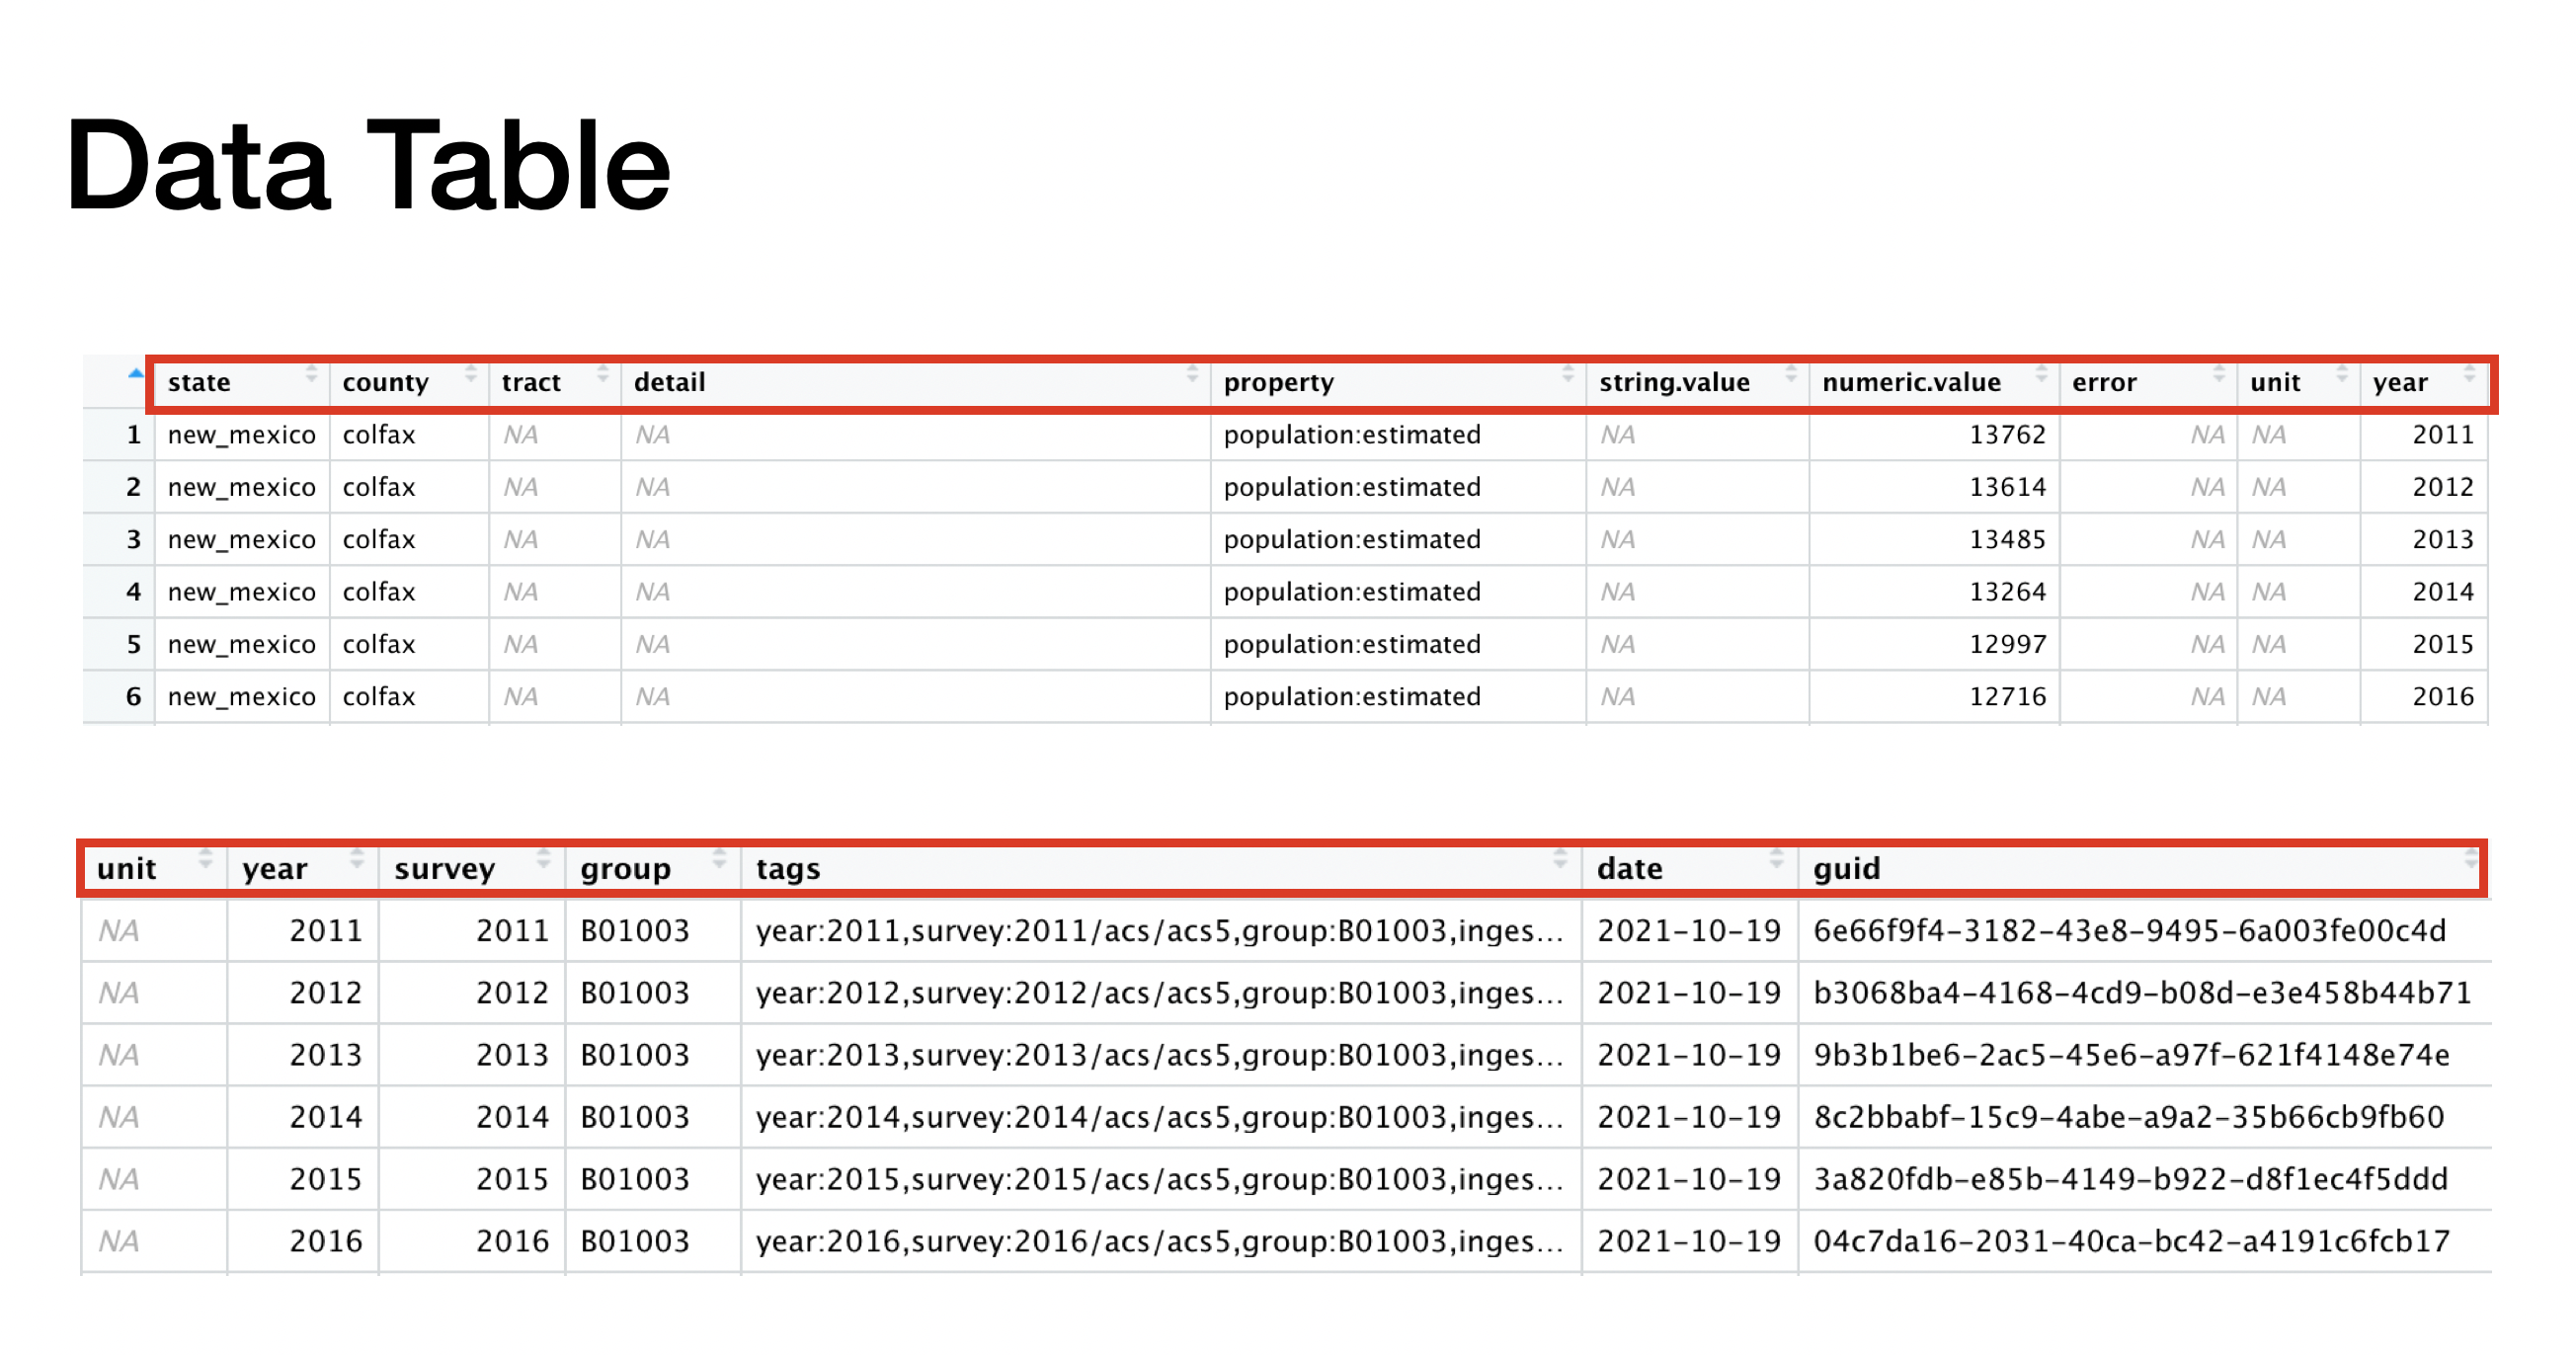 Data Table
state county tract detail property string.value numeric.value error unit year
1 new_mexico colfax NA NA population:estimated NA 13762 NA NA 2011
2 new_mexico colfax NA NA population:estimated NA 13614 NA NA 2012
3 new_mexico colfax NA NA population:estimated NA 13485 NA NA 2013
4 new_mexico colfax NA NA population:estimated NA 13264 NA NA 2014
5 new_mexico colfax NA NA population:estimated NA 12997 NA NA 2015
6 new_mexico colfax NA NA population:estimated NA 12716 NA NA 2016
unit year survey group tags date guid
NA 2011 2011 B01003 year:2011,survey:2011/acs/acs5,group:B01003,inges... 2021-10-19 6e66f9f4-3182-43e8-9495-6a003fe00c4d
NA 2012 2012 B01003 year:2012,survey:2012/acs/acs5,group:B01003,inges... 2021-10-19 b3068ba4-4168-4cd9-b08d-e3e458b44b71
NA 2013 2013 B01003 year:2013,survey:2013/acs/acs5,group:B01003,inges... 2021-10-19 9b3b1be6-2ac5-45e6-a97f-621f4148e74e
NA 2014 2014 B01003 year:2014,survey:2014/acs/acs5,group:B01003,inges... 2021-10-19 8c2bbabf-15c9-4abe-a9a2-35b66cb9fb60
NA 2015 2015 B01003 year:2015,survey:2015/acs/acs5,group:B01003,inges... 2021-10-19 3a820fdb-e85b-4149-b922-d8f1ec4f5ddd
NA 2016 2016 B01003 year:2016,survey:2016/acs/acs5,group:B01003,inges... 2021-10-19 04c7da16-2031-40ca-bc42-a4191c6fcb17